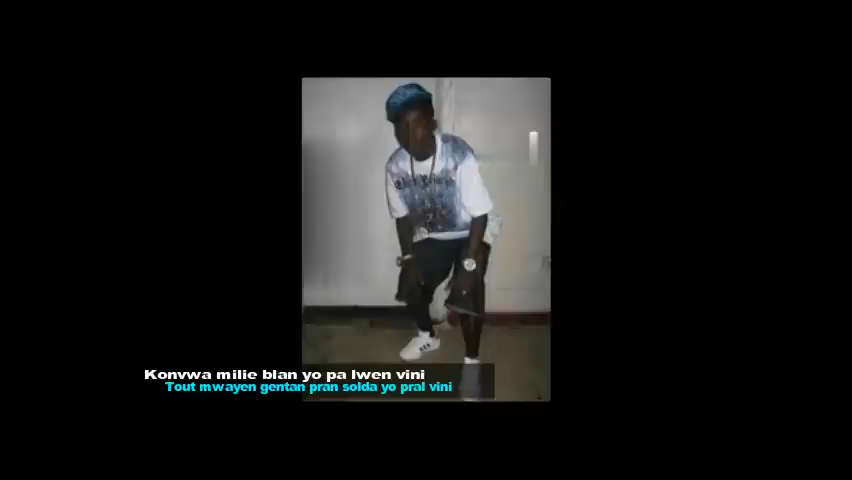 Konvwa milie blan yo pa lwen vini
Tout mwayen gentan pran solda yo pral vini